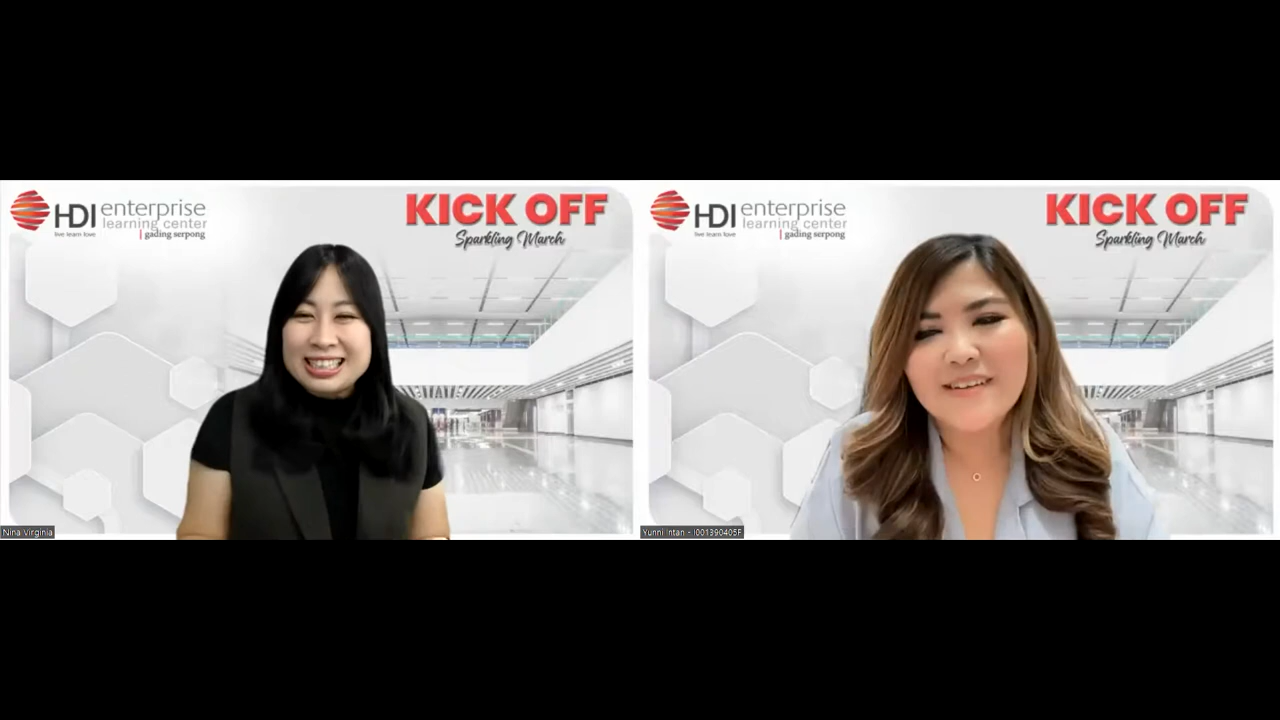 HDI enterprise
learning center
live learn love
| gading serpong
KICK OFF
Sparkling March
Nina Virginia
HDI enterprise
learning center
live learn love
| gading serpong
KICK OFF
Sparkling March
Yunni Intan - I001390405F